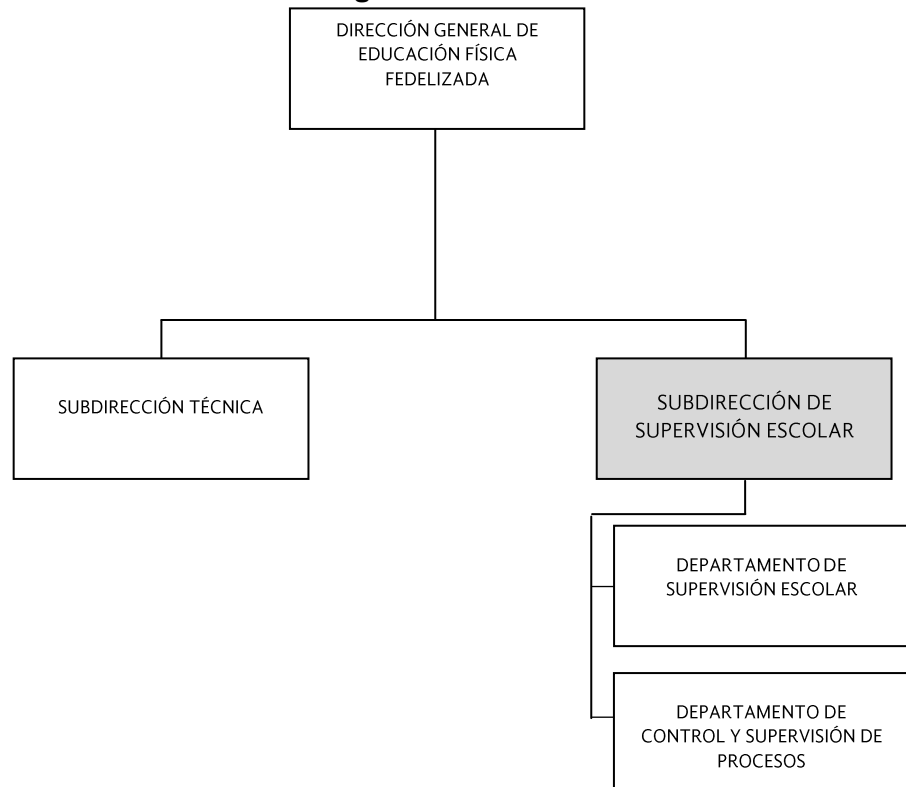 DIRECCIÓN GENERAL DE
EDUCACIÓN FÍSICA
FEDELIZADA
SUBDIRECCIÓN TÉCNICA
SUBDIRECCIÓN DE
SUPERVISIÓN ESCOLAR
DEPARTAMENTO DE
SUPERVISIÓN ESCOLAR
DEPARTAMENTO DE
CONTROL Y SUPERVISIÓN DE
PROCESOS